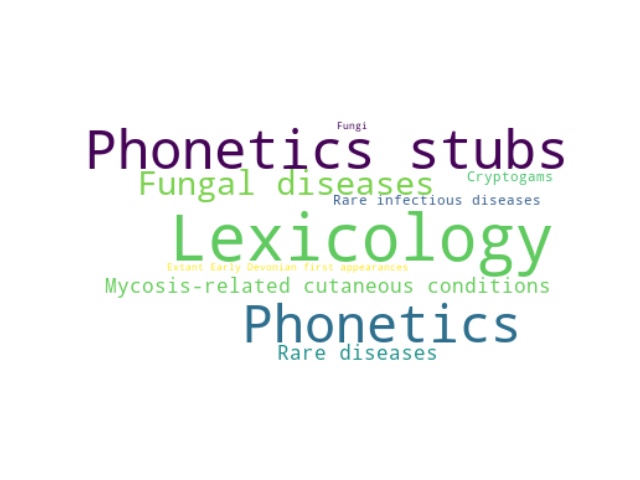 Fungi
Phonetics stubs
Fungal diseases
Cryptogams
Rare infectious diseases
Lexicology
Extant Early Devonian first appearances
Mycosis-related cutaneous conditions
Phonetics
Rare diseases